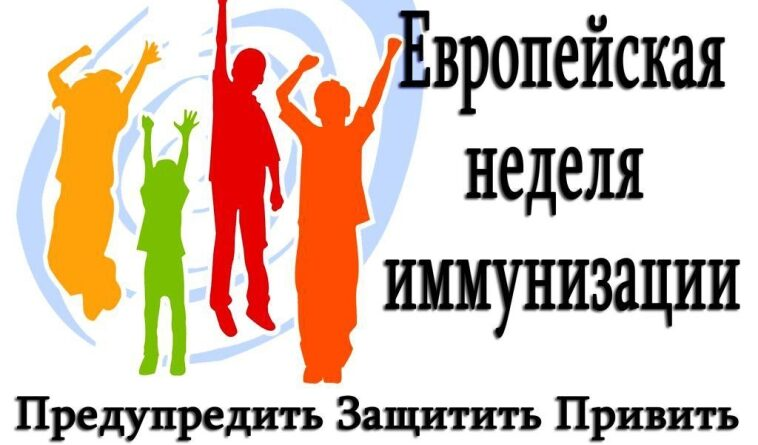 Европейская
неделя
иммунизации
Предупредить Защитить Привить